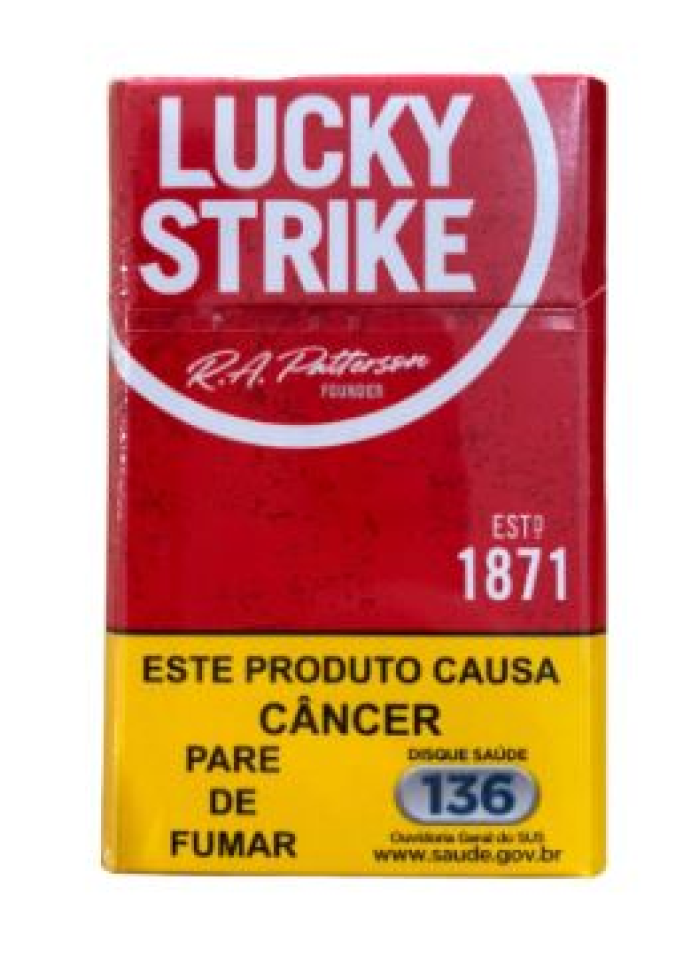 LUCKY
STRIKE
R.A. Patterson
FOUNDER
ESTD
1871
ESTE PRODUTO CAUSA
CÂNCER
PARE
DE
FUMAR
DISQUE SAÚDE
136
Ouvidoria Geral do SUS
www.saude.gov.br